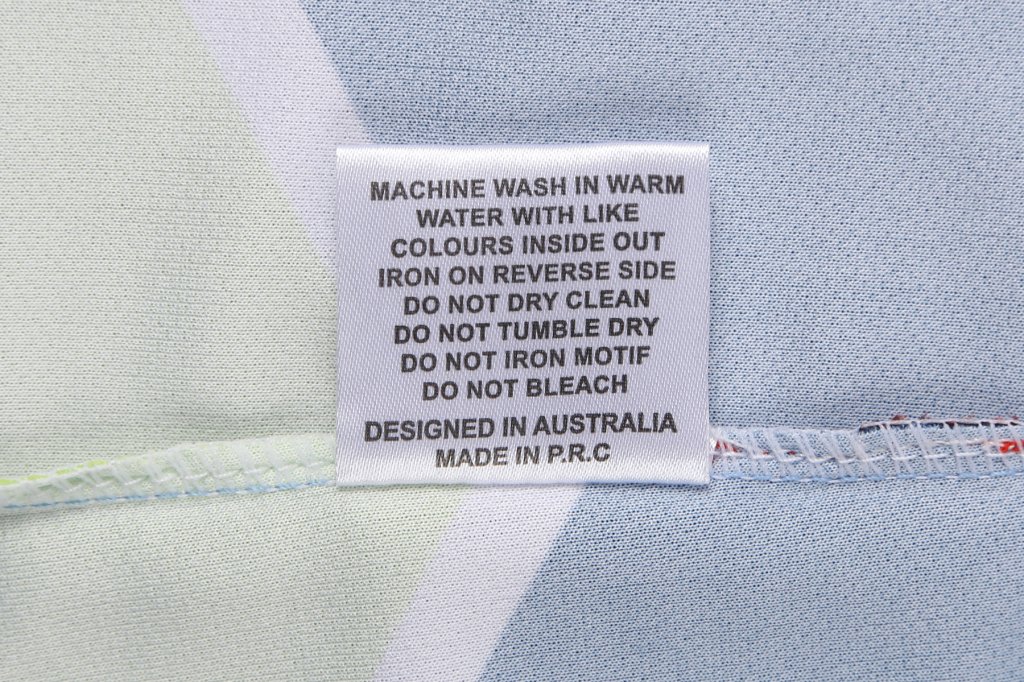 MACHINE WASH IN WARM
WATER WITH LIKE
COLOURS INSIDE OUT
IRON ON REVERSE SIDE
DO NOT DRY CLEAN
DO NOT TUMBLE DRY
DO NOT IRON MOTIF
DO NOT BLEACH
DESIGNED IN AUSTRALIA
MADE IN P.R.C